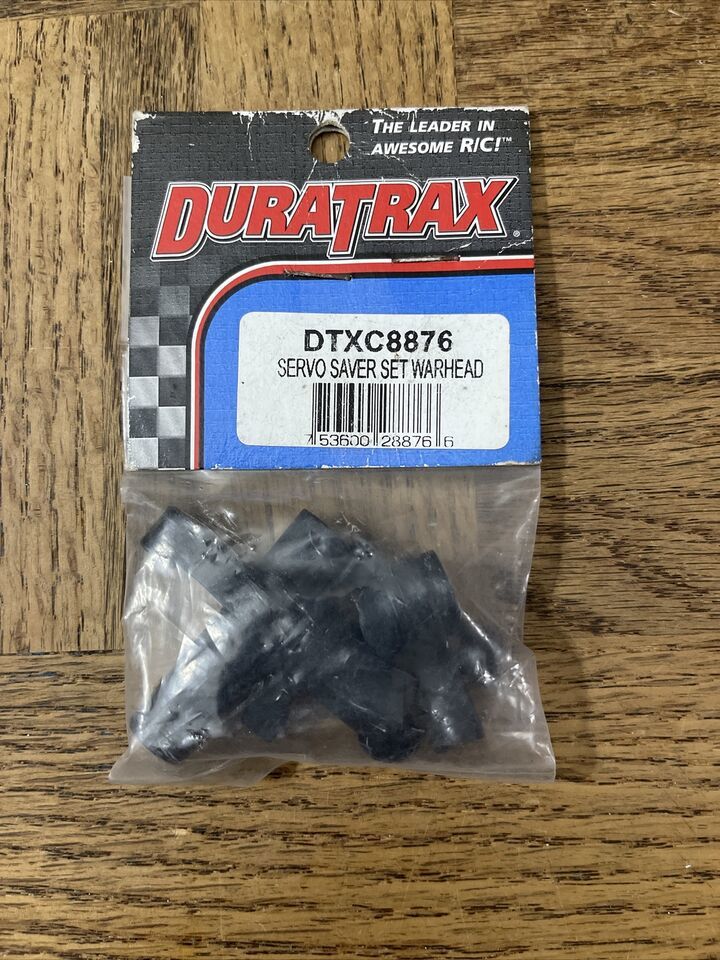 THE LEADER IN
AWESOME R/C!™
DURATRAX®
DTXC8876
SERVO SAVER SET WARHEAD
7 53600 28876 6